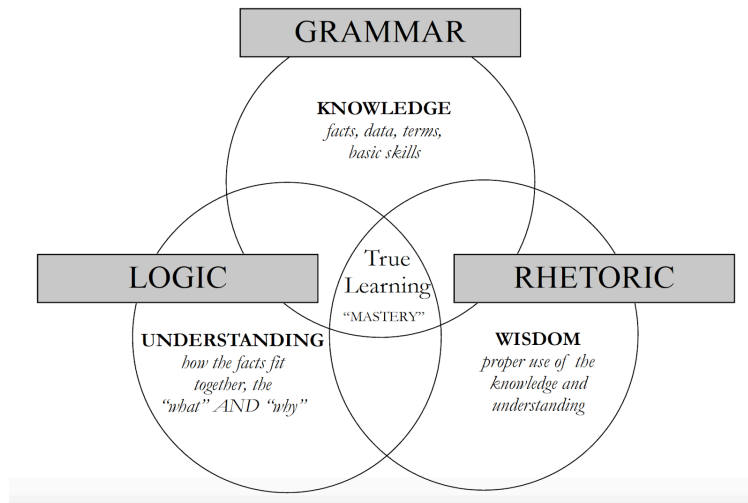 GRAMMAR
KNOWLEDGE
facts, data, terms,
basic skills
True
Learning
“MASTERY”
LOGIC
UNDERSTANDING
how the facts fit
together, the
“what” AND “why”
RHETORIC
WISDOM
proper use of the
knowledge and
understanding